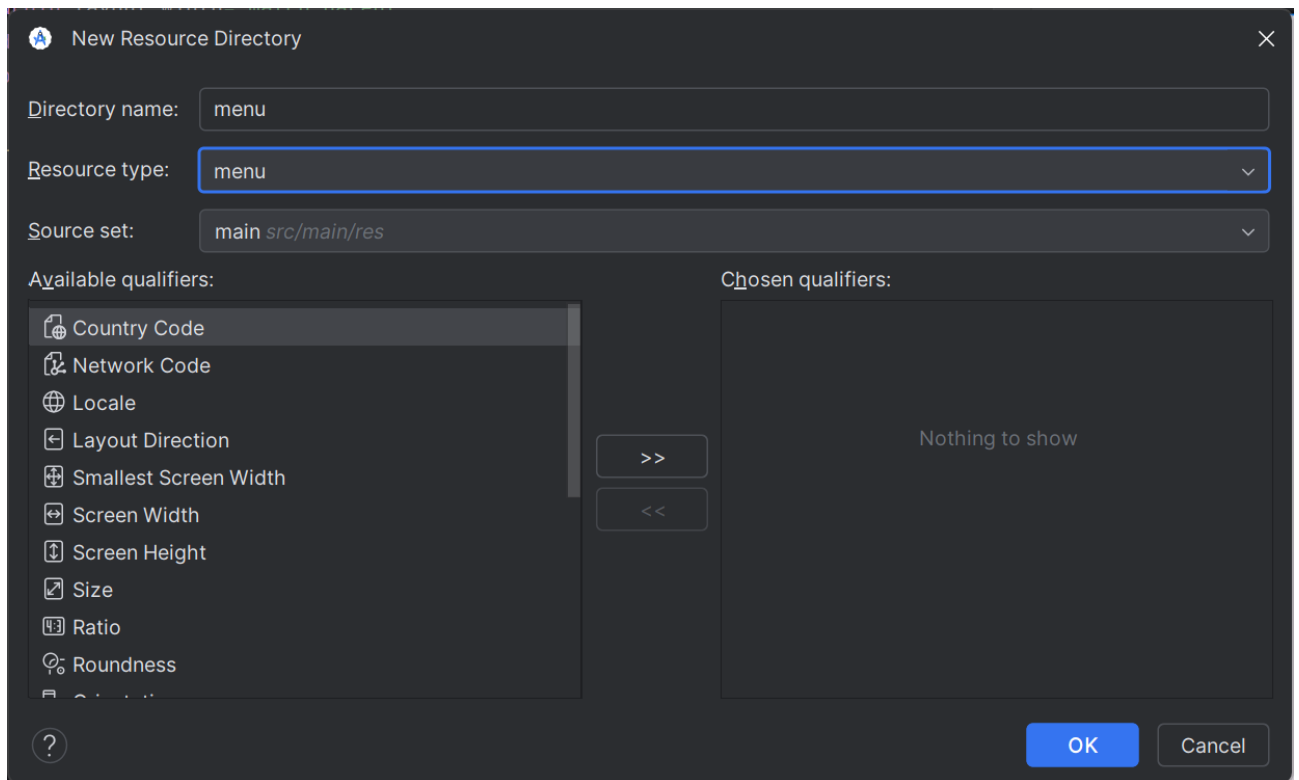 New Resource Directory
Directory name: menu
Resource type: menu
Source set: main src/main/res
Available qualifiers:
Chosen qualifiers:
Country Code
Network Code
Locale
Layout Direction
Smallest Screen Width
Screen Width
Screen Height
Size
Ratio
Roundness
>>
<<
Nothing to show
?
OK
Cancel